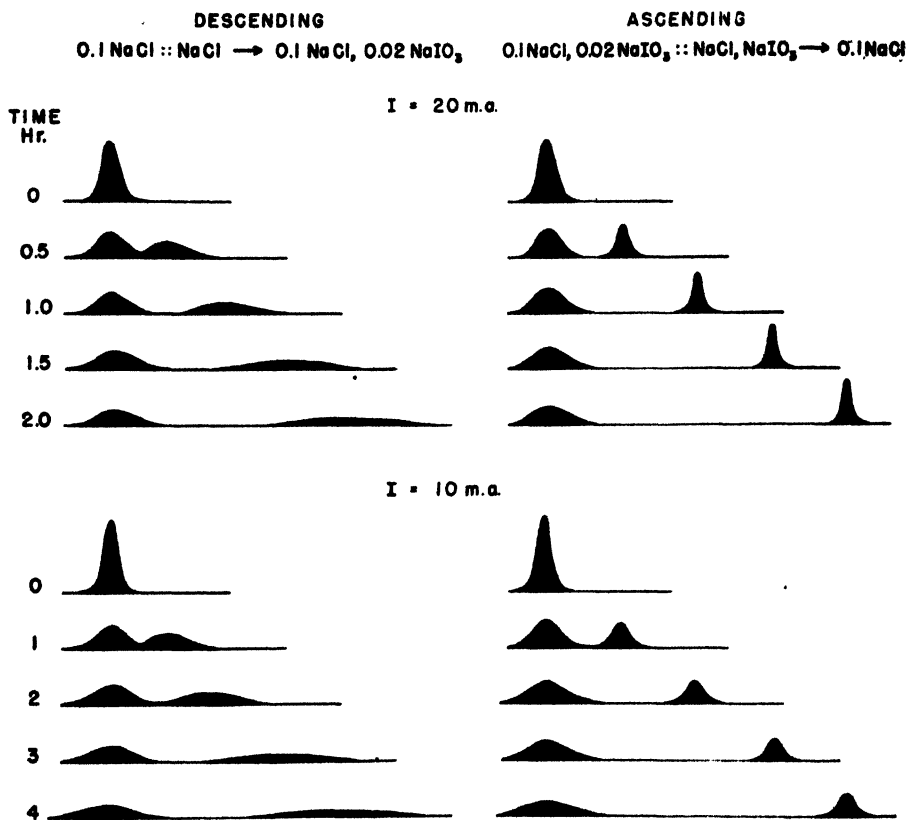 DESCENDING
0.1 NaCl :: NaCl → 0.1 NaCl, 0.02 NaIO₃
ASCENDING
0.1 NaCl, 0.02 NaIO₃ :: NaCl, NaIO₃ → 0.1 NaCl
I = 20 m.a.
TIME
Hr.
0
0.5
1.0
1.5
2.0
I = 10 m.a.
0
1
2
3
4